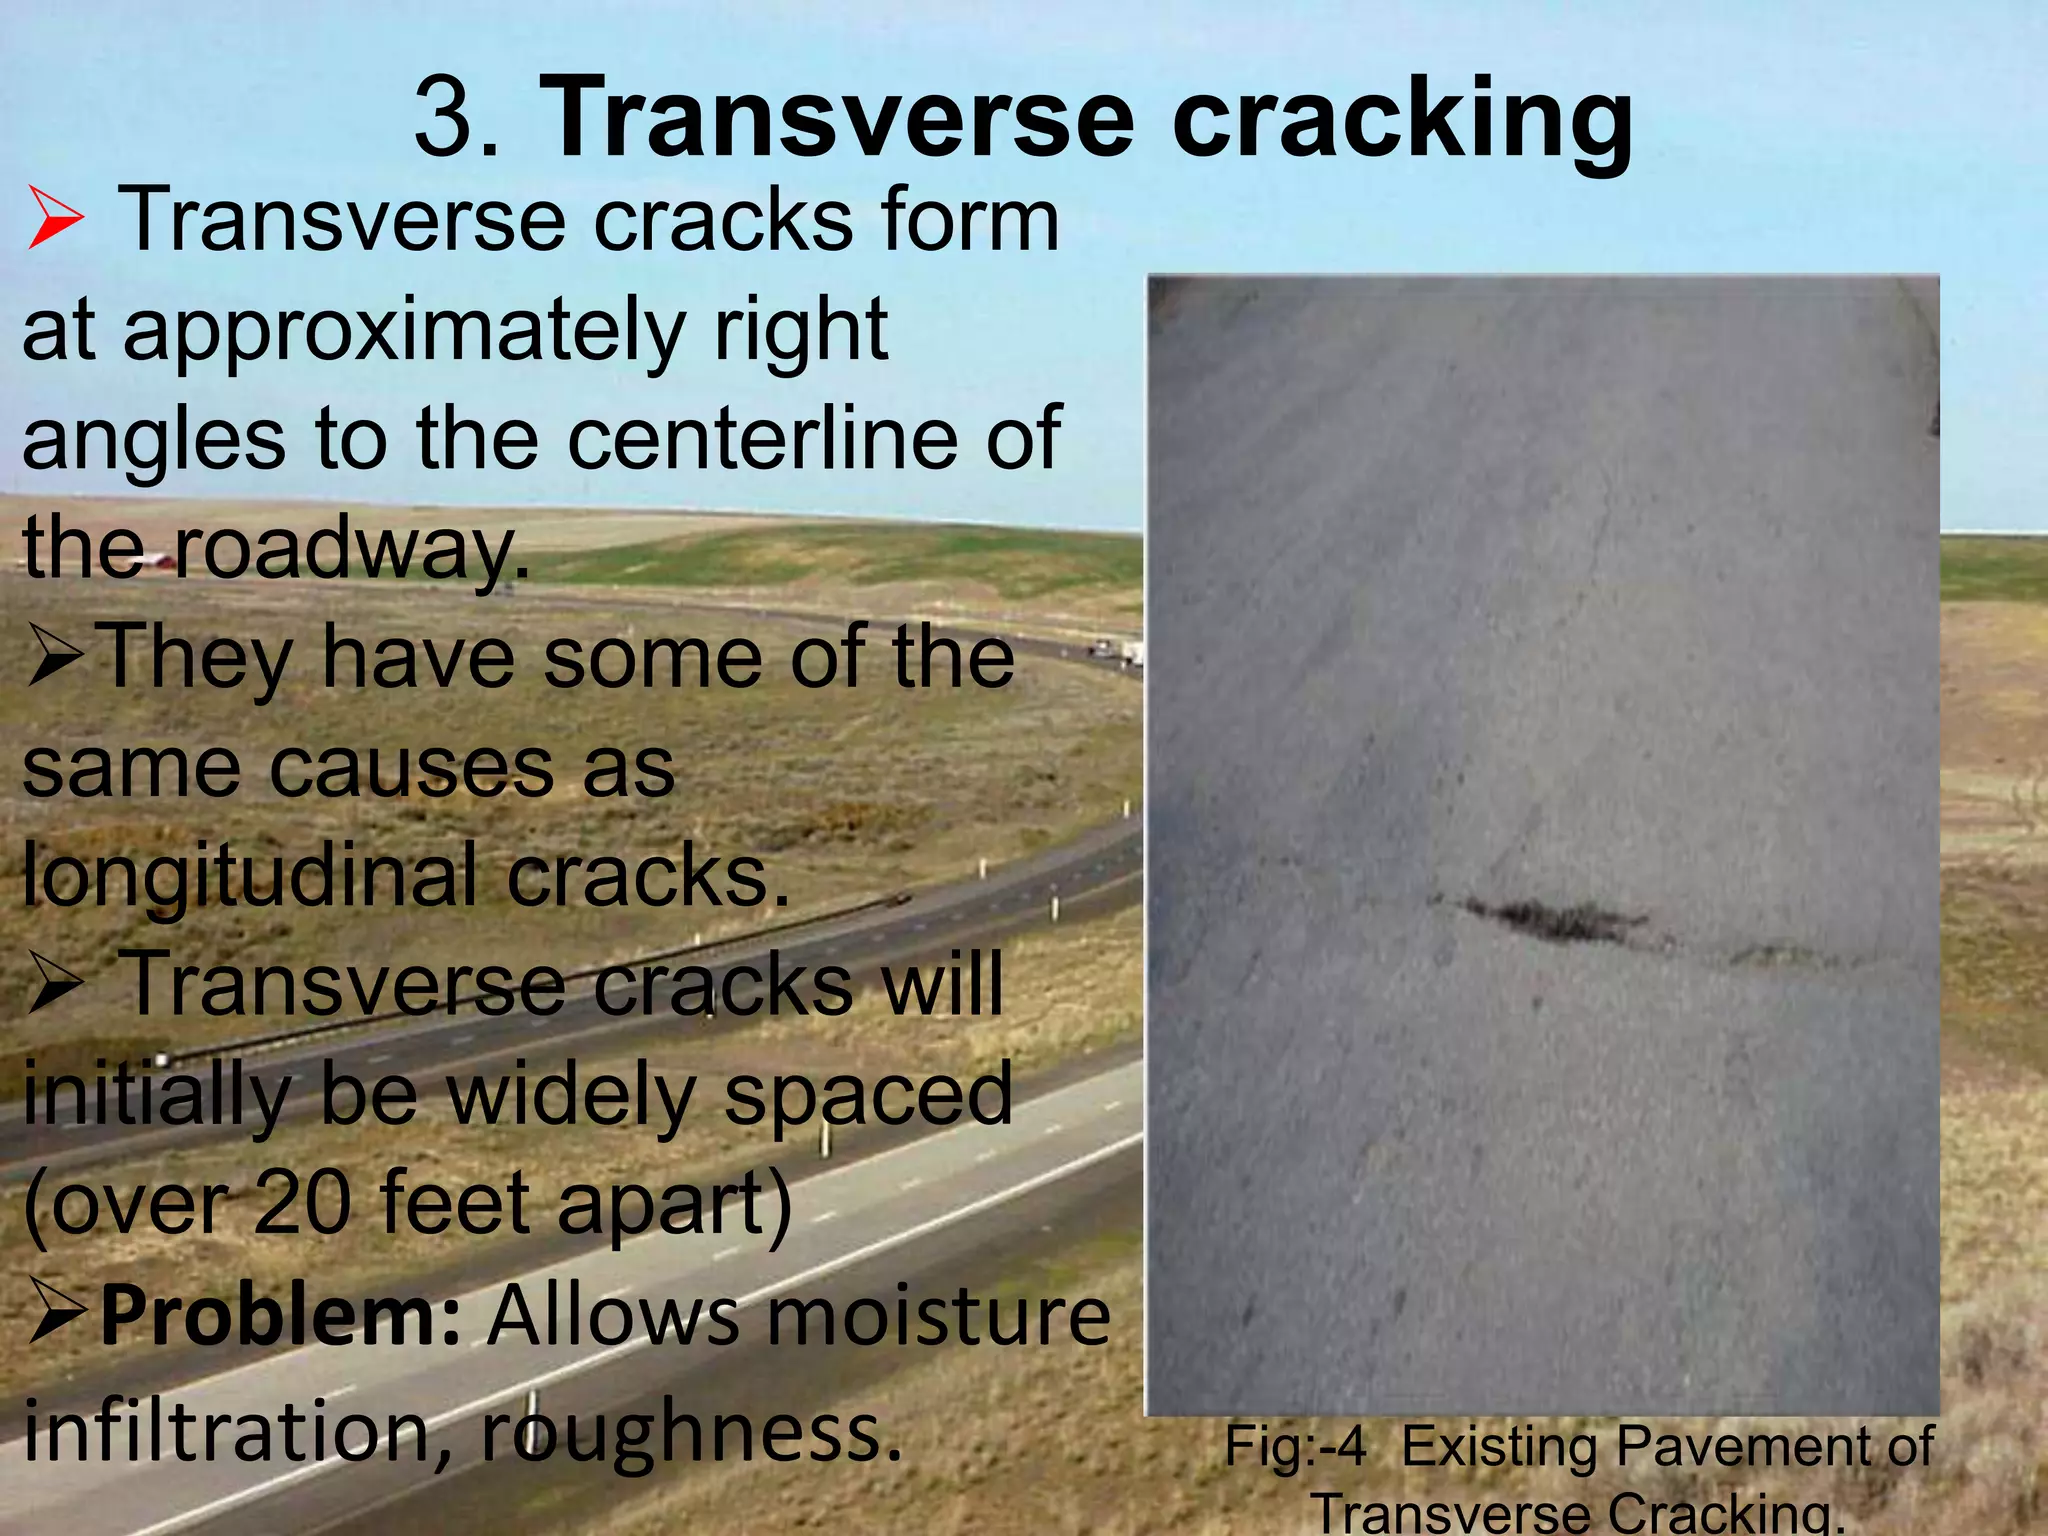 3. Transverse cracking
➢ Transverse cracks form
at approximately right
angles to the centerline of
the roadway.
➢They have some of the
same causes as
longitudinal cracks.
➢ Transverse cracks will
initially be widely spaced
(over 20 feet apart)
➢Problem: Allows moisture
infiltration, roughness.
Fig:-4 Existing Pavement of
Transverse Cracking.